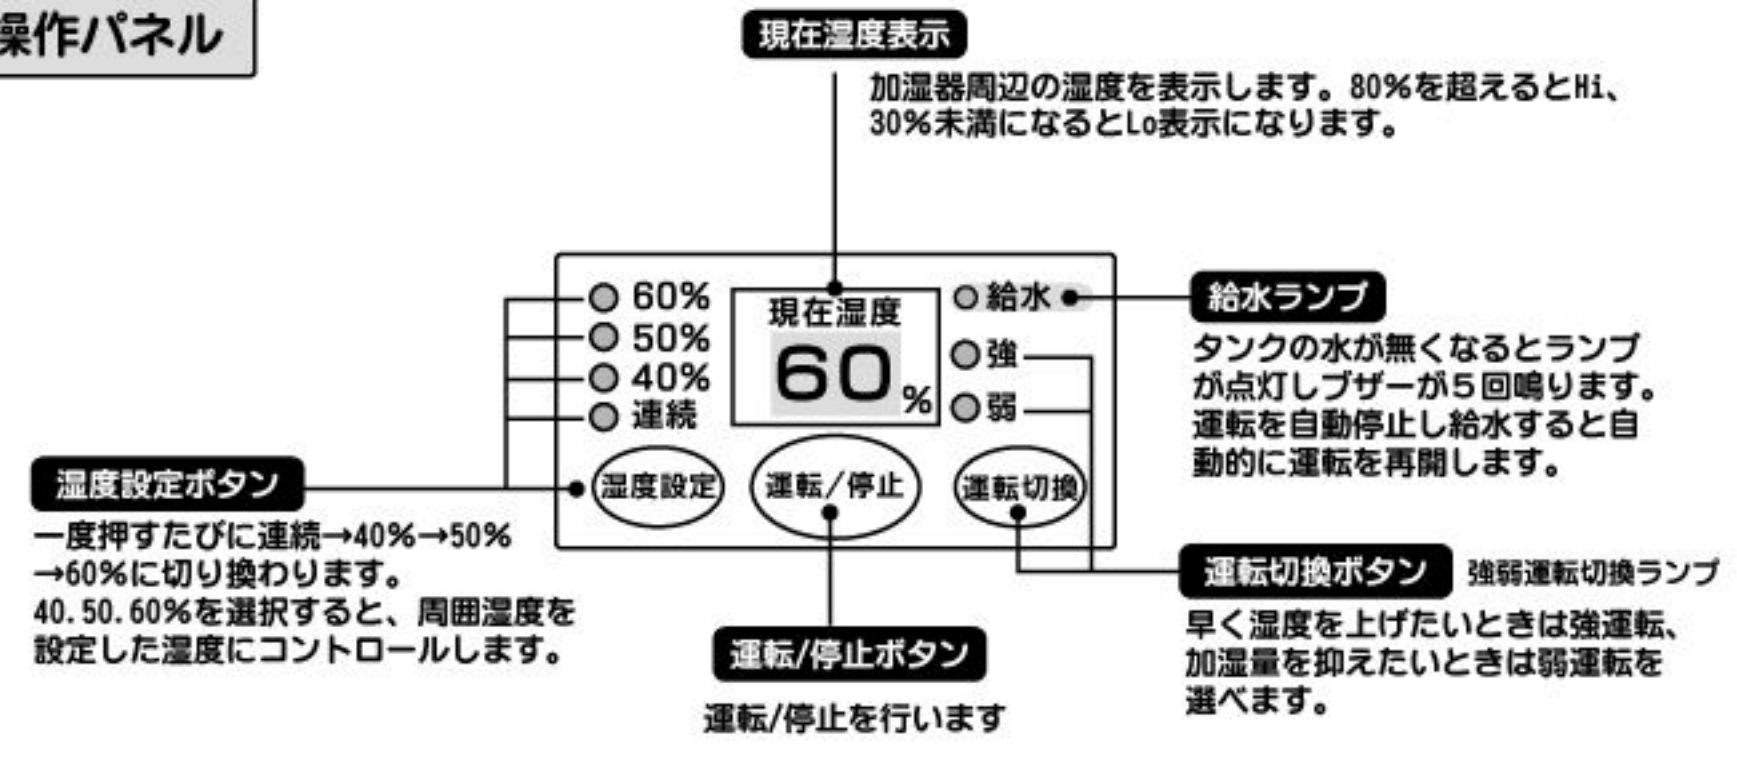 操作パネル
現在湿度表示
加湿器周辺の湿度を表示します。80%を超えるとHi、
30%未満になるとLo表示になります。
60%
50%
40%
連続
現在湿度
60%
給水
強
弱
湿度設定
運転/停止
運転切換
給水ランプ
タンクの水が無くなるとランプ
が点灯しブザーが5回鳴ります。
運転を自動停止し給水すると自
動的に運転を再開します。
湿度設定ボタン
一度押すたびに連続→40%→50%
→60%に切り換わります。
40.50.60%を選択すると、周囲湿度を
設定した湿度にコントロールします。
運転/停止ボタン
運転/停止を行います
運転切換ボタン 強弱運転切換ランプ
早く湿度を上げたいときは強運転、
加湿量を抑えたいときは弱運転を
選べます。